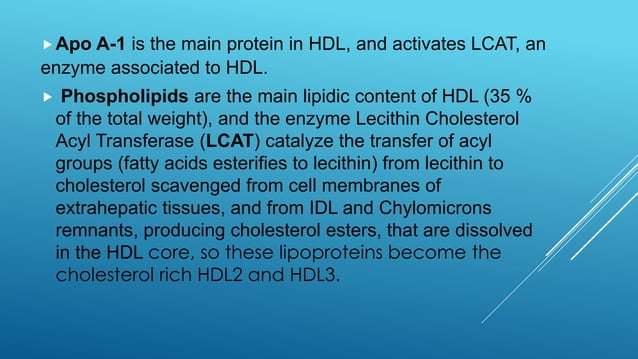 Apo A-1 is the main protein in HDL, and activates LCAT, an
enzyme associated to HDL.
Phospholipids are the main lipidic content of HDL (35 %
of the total weight), and the enzyme Lecithin Cholesterol
Acyl Transferase (LCAT) catalyze the transfer of acyl
groups (fatty acids esterifies to lecithin) from lecithin to
cholesterol scavenged from cell membranes of
extrahepatic tissues, and from IDL and Chylomicrons
remnants, producing cholesterol esters, that are dissolved
in the HDL core, so these lipoproteins become the
cholesterol rich HDL2 and HDL3.